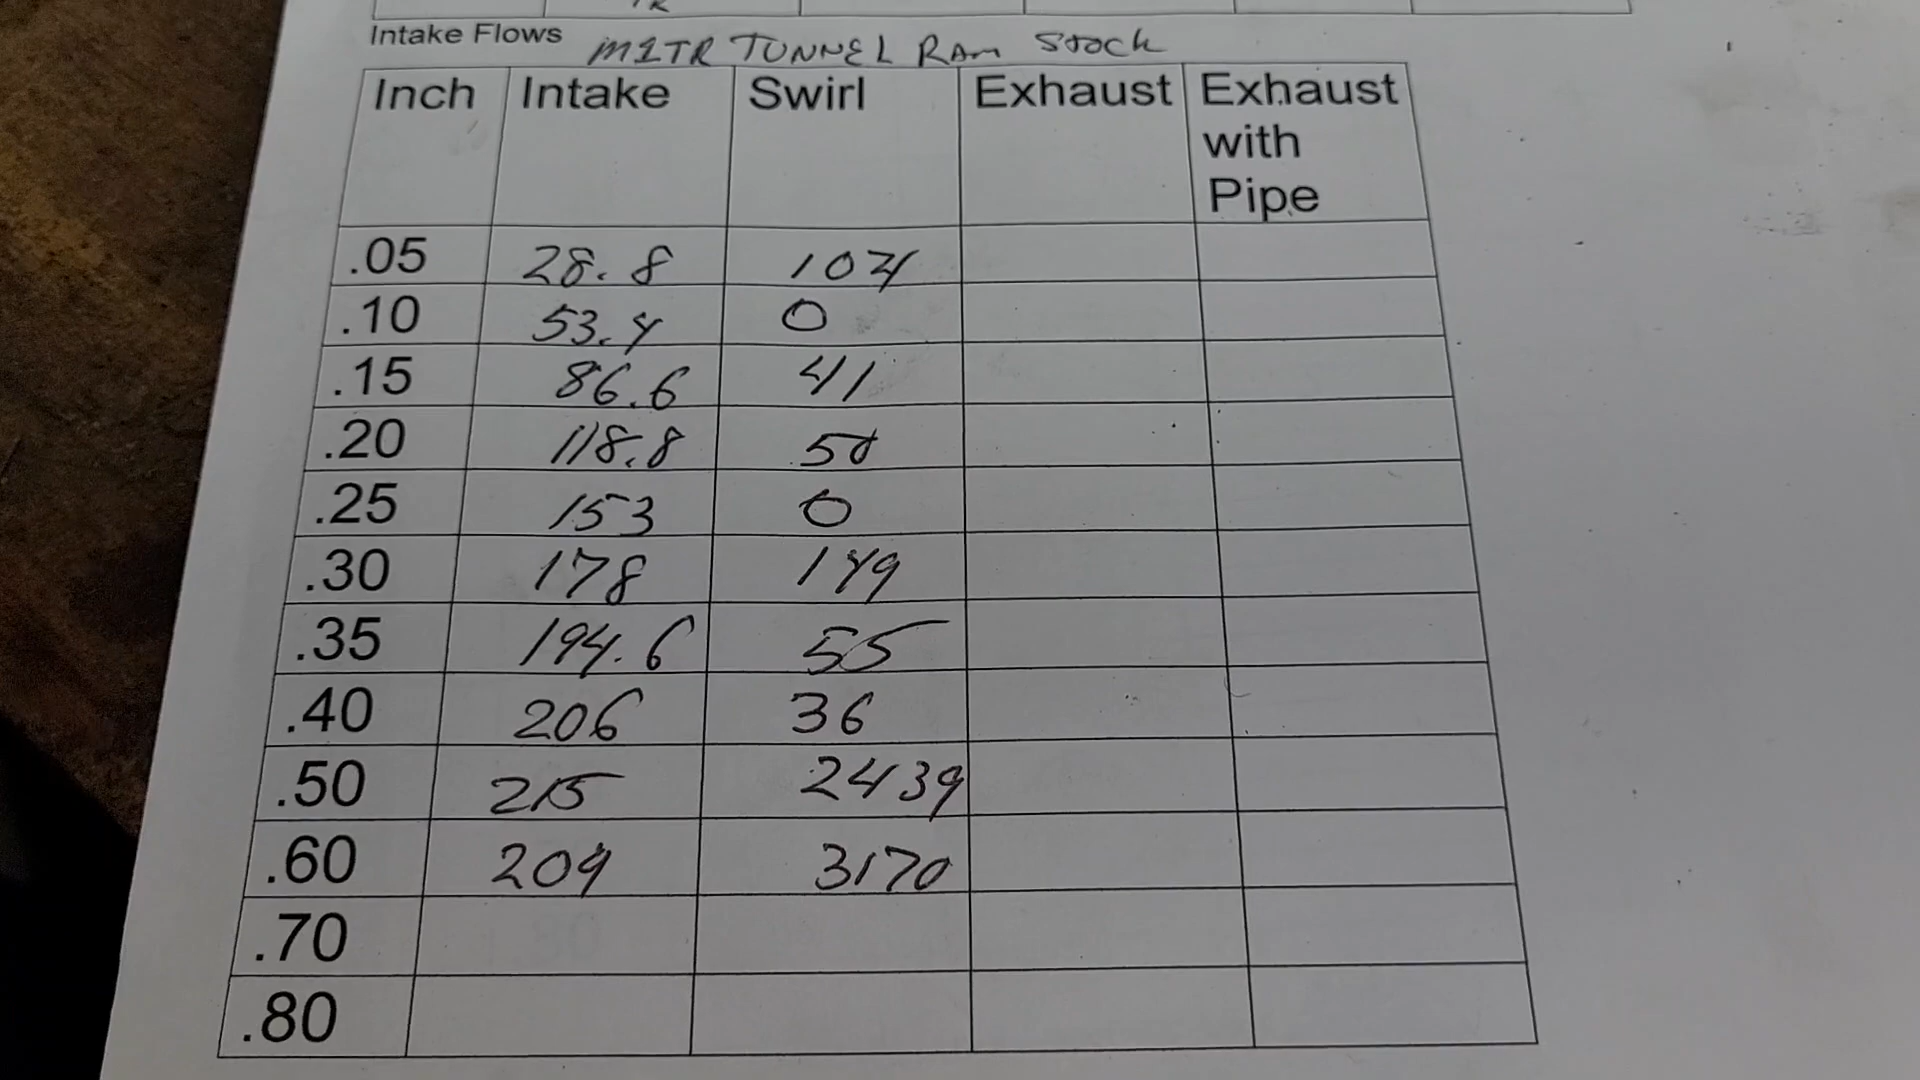 Intake Flows M1TR TUNNEL RAM Stock
Inch Intake Swirl Exhaust Exhaust with Pipe
.05 28.8 104
.10 53.4 0
.15 86.6 41
.20 118.8 50
.25 153 0
.30 178 149
.35 194.6 55
.40 206 36
.50 215 2439
.60 209 3170
.70
.80